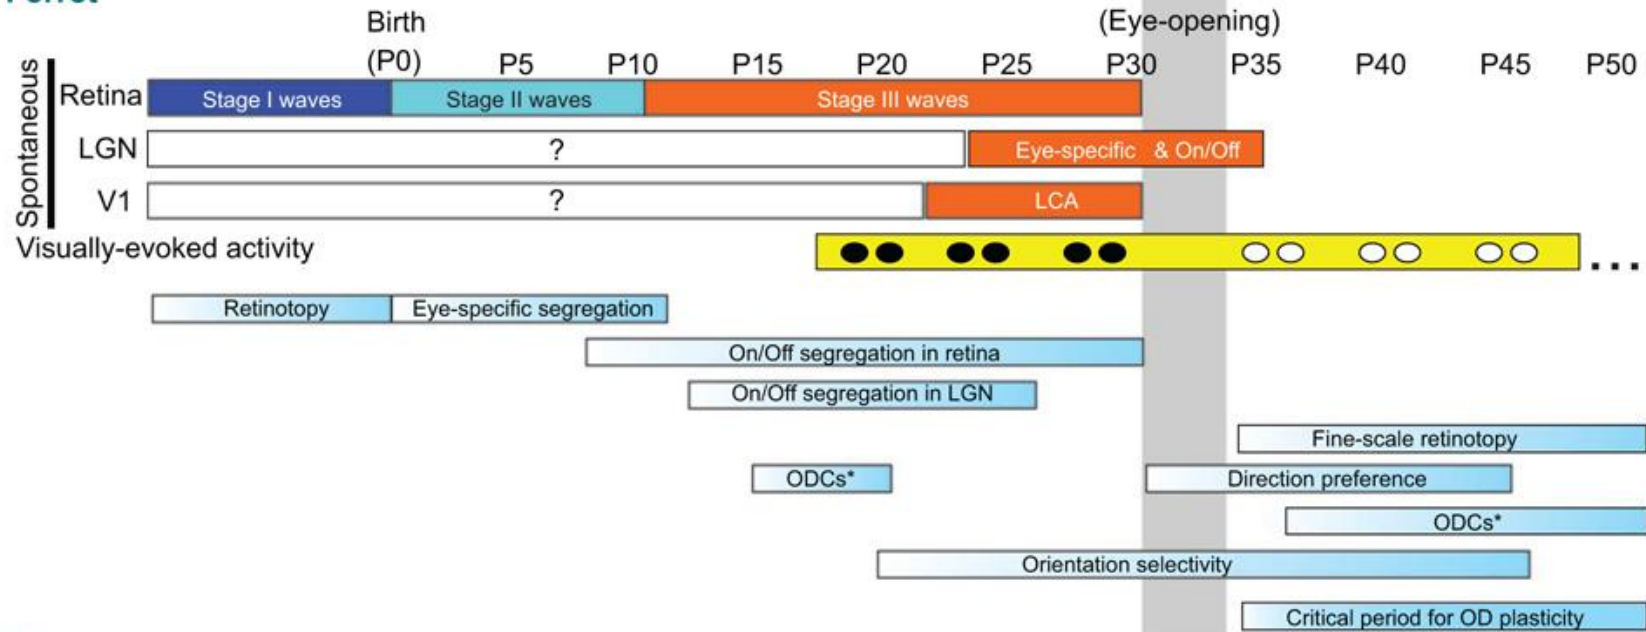 Birth
(Eye-opening)
(P0) P5 P10 P15 P20 P25 P30 P35 P40 P45 P50
Spontaneous
Retina Stage I waves Stage II waves Stage III waves
LGN ? Eye-specific & On/Off
V1 ? LCA
Visually-evoked activity ...
Retinotopy Eye-specific segregation
On/Off segregation in retina
On/Off segregation in LGN
Fine-scale retinotopy
ODCs* Direction preference
ODCs*
Orientation selectivity
Critical period for OD plasticity